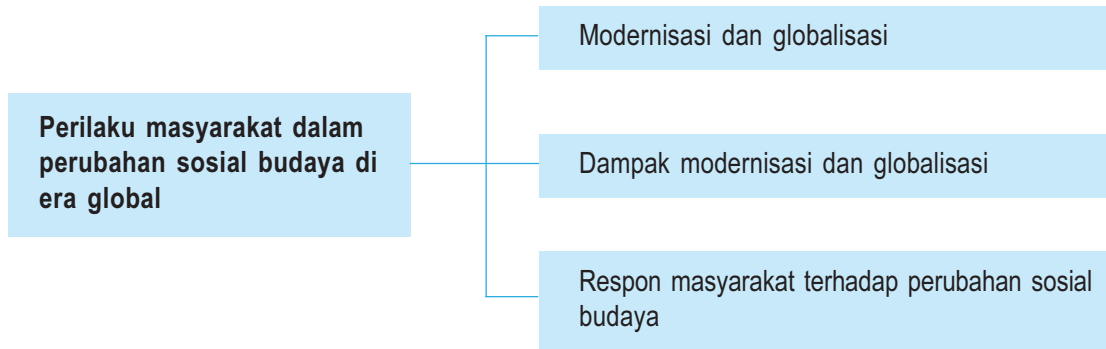 Perilaku masyarakat dalam
perubahan sosial budaya di
era global
Modernisasi dan globalisasi
Dampak modernisasi dan globalisasi
Respon masyarakat terhadap perubahan sosial
budaya